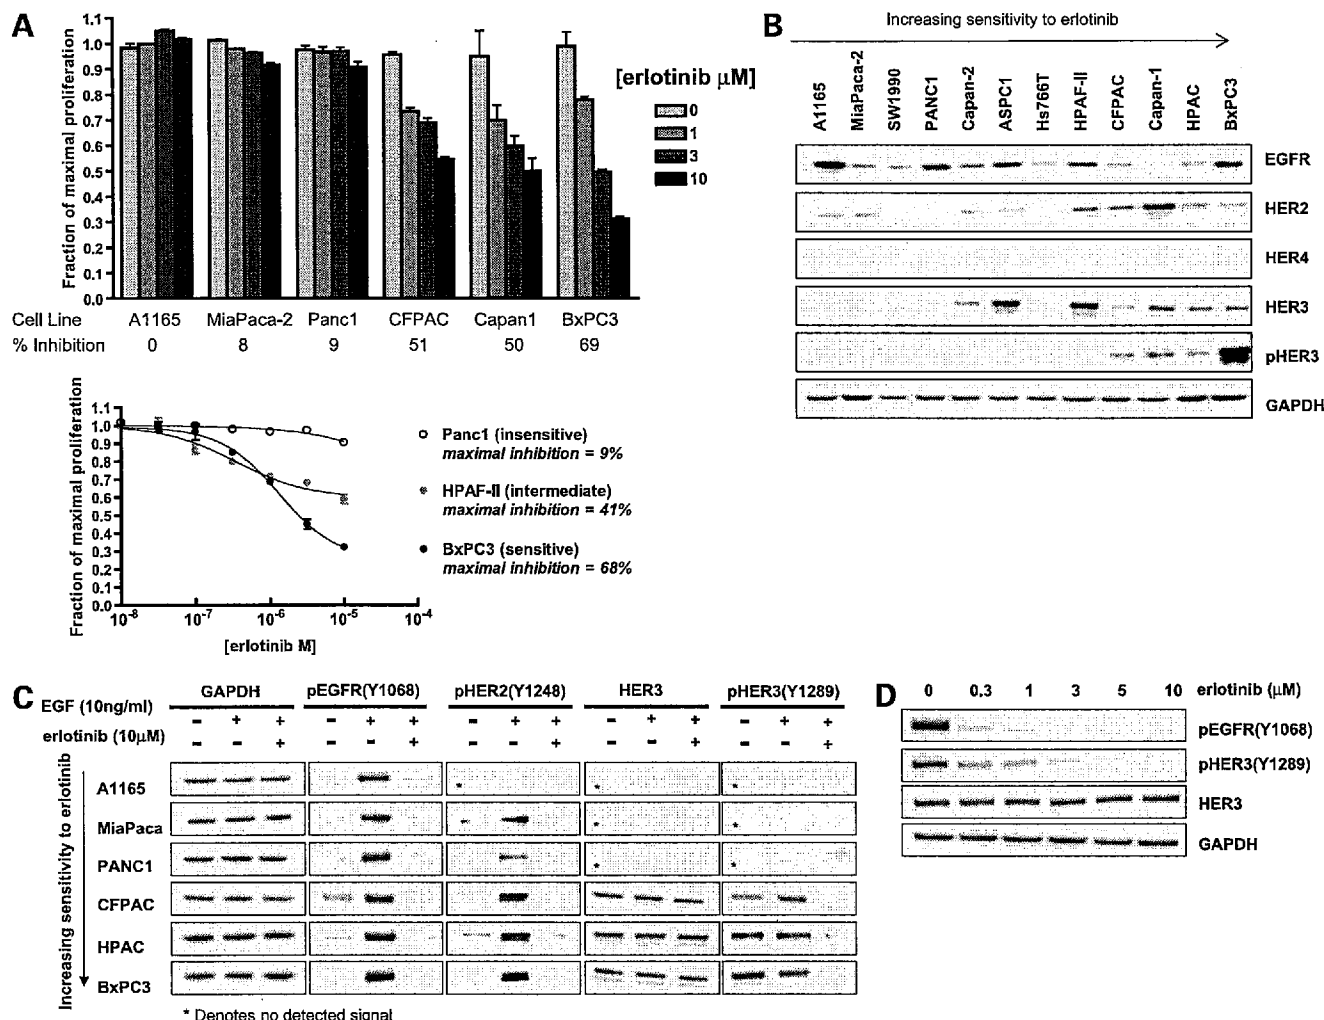 A
Fraction of maximal proliferation
1.1
1.0
0.9
0.8
0.7
0.6
0.5
0.4
0.3
0.2
0.1
0.0
[erlotinib μM]
0
1
3
10
Cell Line A1165 MiaPaca-2 Panc1 CFPAC Capan1 BxPC3
% Inhibition 0 8 9 51 50 69
Fraction of maximal proliferation
1.1
1.0
0.9
0.8
0.7
0.6
0.5
0.4
0.3
0.2
0.1
0.0
10-8 10-7 10-6 10-5 10-4
[erlotinib M]
Panc1 (insensitive)
maximal inhibition = 9%
HPAF-II (intermediate)
maximal inhibition = 41%
BxPC3 (sensitive)
maximal inhibition = 68%
B
Increasing sensitivity to erlotinib
A1165 MiaPaca-2 SW1990 PANC1 Capan-2 ASPC1 Hs766T HPAF-II CFPAC Capan-1 HPAC BxPC3
EGFR
HER2
HER4
HER3
pHER3
GAPDH
C
GAPDH pEGFR(Y1068) pHER2(Y1248) HER3 pHER3(Y1289)
EGF (10ng/ml) - + + - + + - + + - + + - + +
erlotinib (10μM) - - + - - + - - + - - + - - +
Increasing sensitivity to erlotinib
A1165 * * *
MiaPaca * *
PANC1 * *
CFPAC
HPAC
BxPC3
* Denotes no detected signal
D
0 0.3 1 3 5 10 erlotinib (μM)
pEGFR(Y1068)
pHER3(Y1289)
HER3
GAPDH